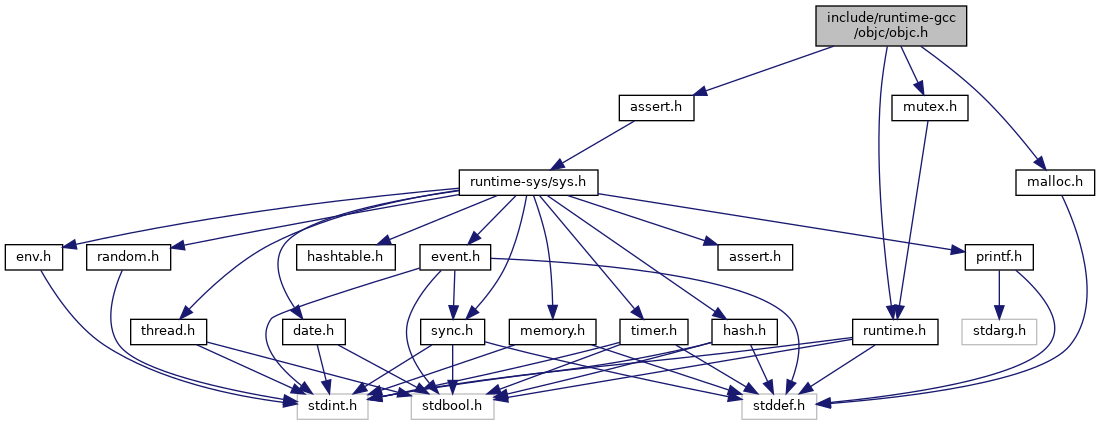 include/runtime-gcc
/objc/objc.h
assert.h
mutex.h
runtime-sys/sys.h
malloc.h
env.h
random.h
hashtable.h
event.h
assert.h
printf.h
thread.h
date.h
sync.h
memory.h
timer.h
hash.h
runtime.h
stdarg.h
stdint.h
stdbool.h
stddef.h